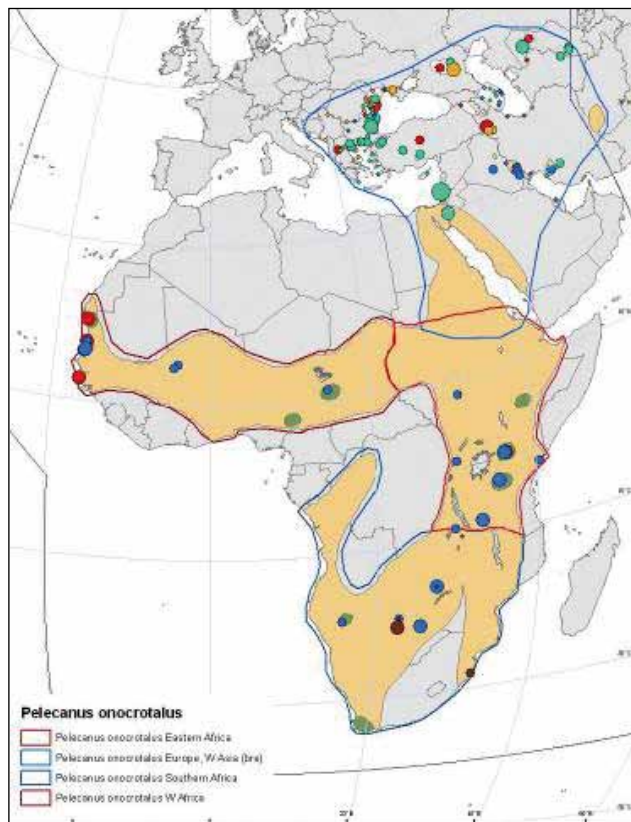 Pelecanus onocrotalus
Pelecanus onocrotalus Eastern Africa
Pelecanus onocrotalus Europe, W Asia (bre)
Pelecanus onocrotalus Southern Africa
Pelecanus onocrotalus W Africa